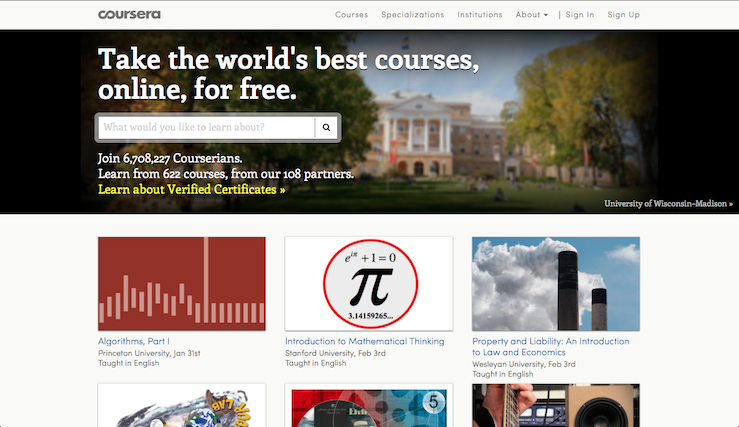 coursera
Courses Specializations Institutions About | Sign In Sign Up
Take the world's best courses,
online, for free.
What would you like to learn about?
Join 6,708,227 Courserians.
Learn from 622 courses, from our 108 partners.
Learn about Verified Certificates »
University of Wisconsin–Madison »
e^iπ + 1 = 0
π
3.14159265...
Algorithms, Part I
Princeton University, Jan 31st
Taught in English
Introduction to Mathematical Thinking
Stanford University, Feb 3rd
Taught in English
Property and Liability: An Introduction
to Law and Economics
Wesleyan University, Feb 3rd
Taught in English
LAB
5